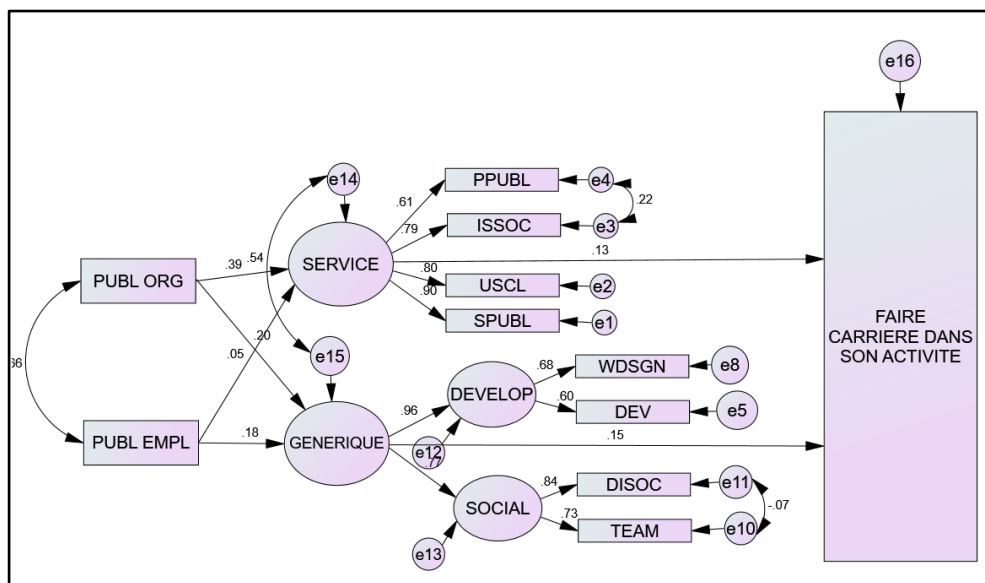 e16
e14
PPUBL
e4
.61
.22
.79
ISSOC
e3
SERVICE
.13
.39
.54
.80
USCL
e2
PUBL ORG
.90
SPUBL
e1
.20
.05
e15
FAIRE
CARRIERE DANS
SON ACTIVITE
.66
WDSGN
e8
.68
DEVELOP
.60
DEV
e5
.96
PUBL EMPL
.18
GENERIQUE
.15
e12
.77
DISOC
e11
.84
SOCIAL
-.07
.73
TEAM
e10
e13